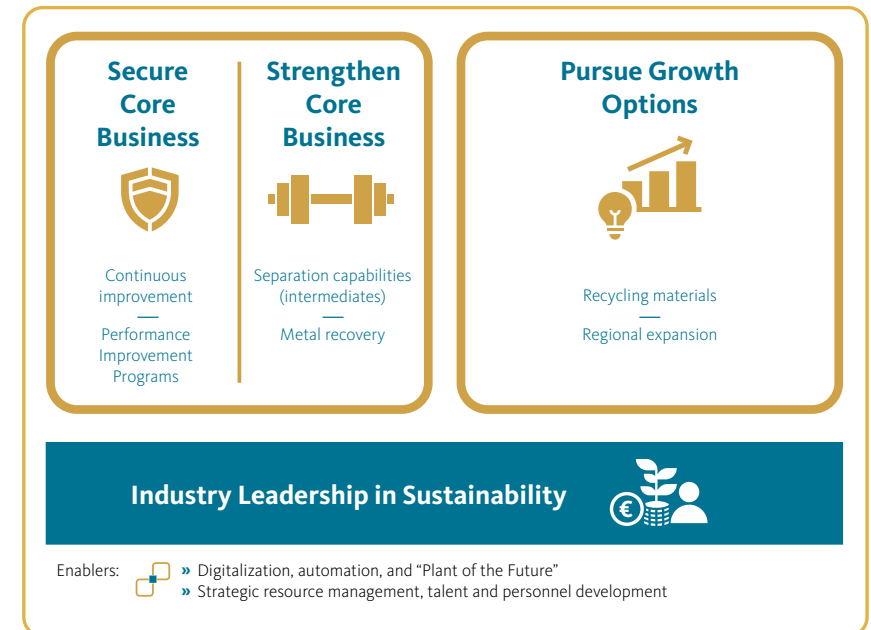 Secure
Core
Business
Continuous
improvement
Performance
Improvement
Programs
Strengthen
Core
Business
Separation capabilities
(intermediates)
Metal recovery
Pursue Growth
Options
Recycling materials
Regional expansion
Industry Leadership in Sustainability
€
Enablers:
» Digitalization, automation, and “Plant of the Future”
» Strategic resource management, talent and personnel development